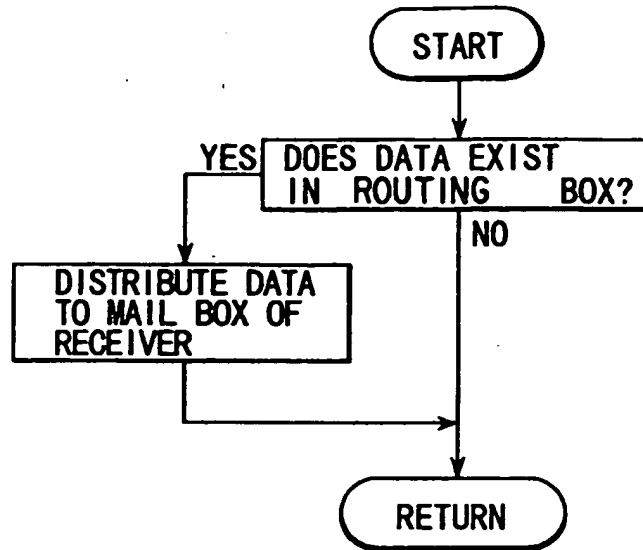 START
YES
DOES DATA EXIST
IN ROUTING BOX?
NO
DISTRIBUTE DATA
TO MAIL BOX OF
RECEIVER
RETURN